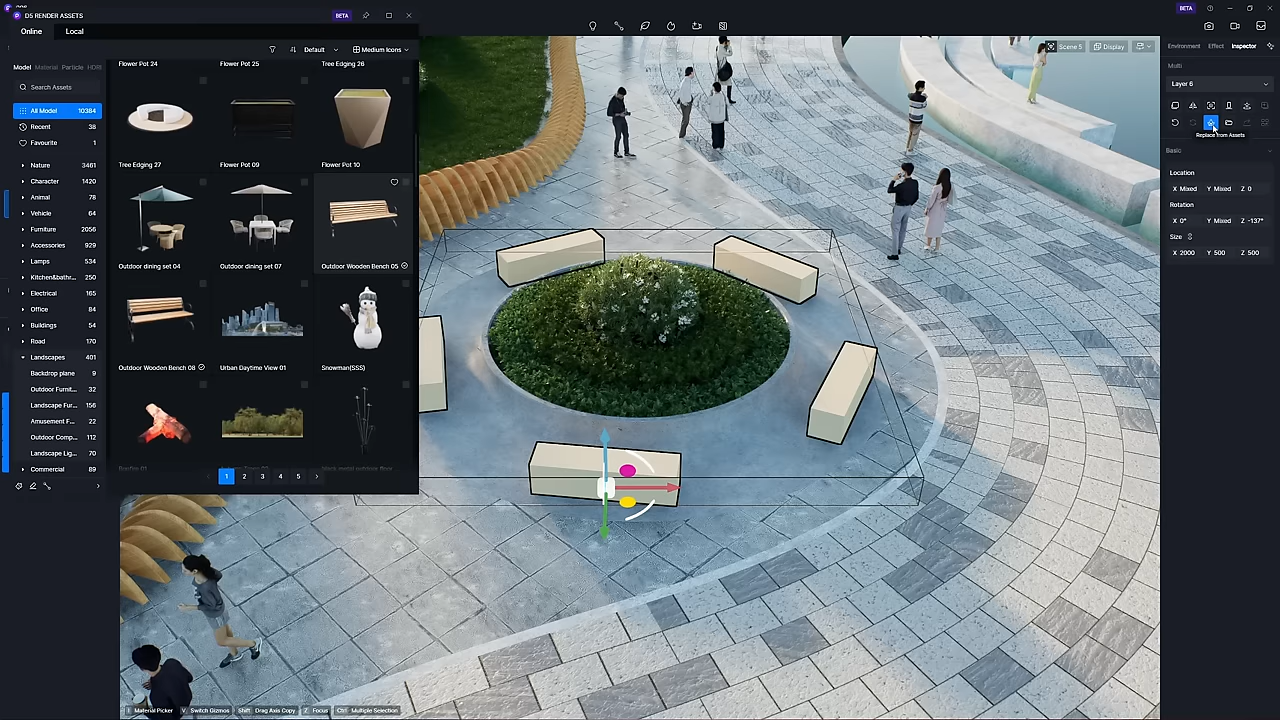 D5 RENDER ASSETS
BETA
Online
Local
Default
Medium Icons
Model
Material
Particle
HDRI
Search Assets
All Model 10384
Recent 38
Favourite 1
Nature 3461
Character 1420
Animal 78
Vehicle 64
Furniture 2056
Accessories 929
Lamps 534
Kitchen&bathr... 250
Electrical 165
Office 84
Buildings 54
Road 170
Landscapes 401
Backdrop plane 9
Outdoor Furnit... 32
Landscape Fur... 156
Amusement F... 22
Outdoor Comp... 112
Landscape Lig... 70
Commercial 89
Flower Pot 24
Flower Pot 25
Tree Edging 26
Tree Edging 27
Flower Pot 09
Flower Pot 10
Outdoor dining set 04
Outdoor dining set 07
Outdoor Wooden Bench 05
Outdoor Wooden Bench 08
Urban Daytime View 01
Snowman(SSS)
1 2 3 4 5
Scene 5
Display
BETA
Environment
Effect
Inspector
Multi
Layer 6
Replace from Assets
Basic
Location
X Mixed Y Mixed Z 0
Rotation
X 0° Y Mixed Z -137°
Size
X 2000 Y 500 Z 500
I Material Picker V Switch Gizmos Shift Drag Axis Copy Z Focus Ctrl Multiple Selection